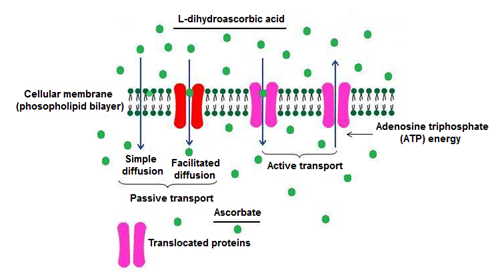 L-dihydroascorbic acid
Cellular membrane
(phosopholipid bilayer)
Adenosine triphosphate
(ATP) energy
Simple
diffusion
Facilitated
diffusion
Active transport
Passive transport
Ascorbate
Translocated proteins